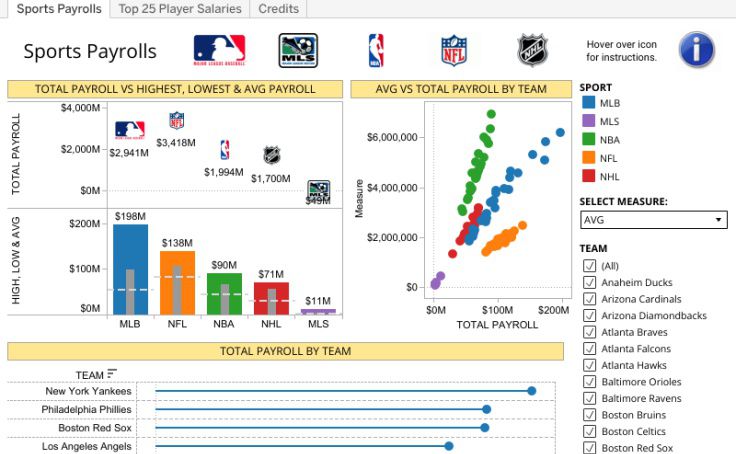 Sports Payrolls
Top 25 Player Salaries
Credits
Sports Payrolls
MAJOR LEAGUE BASEBALL
MLS
NBA
NFL
NHL
Hover over icon
for instructions.
TOTAL PAYROLL VS HIGHEST, LOWEST & AVG PAYROLL
TOTAL PAYROLL
$4,000M
$2,000M
$0M
$2,941M
$3,418M
$1,994M
$1,700M
$49M
HIGH, LOW & AVG
$200M
$100M
$0M
$198M
$138M
$90M
$71M
$11M
MLB
NFL
NBA
NHL
MLS
AVG VS TOTAL PAYROLL BY TEAM
Measure
$6,000,000
$4,000,000
$2,000,000
$0
$0M
$100M
$200M
TOTAL PAYROLL
SPORT
MLB
MLS
NBA
NFL
NHL
SELECT MEASURE:
AVG
TEAM
(All)
Anaheim Ducks
Arizona Cardinals
Arizona Diamondbacks
Atlanta Braves
Atlanta Falcons
Atlanta Hawks
Baltimore Orioles
Baltimore Ravens
Boston Bruins
Boston Celtics
Boston Red Sox
TOTAL PAYROLL BY TEAM
TEAM
New York Yankees
Philadelphia Phillies
Boston Red Sox
Los Angeles Angels